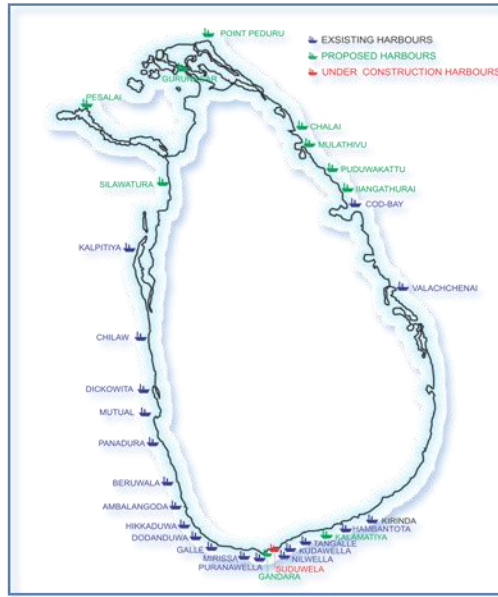 POINT PEDURU
EXSISTING HARBOURS
PROPOSED HARBOURS
UNDER CONSTRUCTION HARBOURS
GURUNAGAR
PESALAI
CHALAI
MULATHIVU
PUDUWAKATTU
SILAWATURA
IIANGATHURAI
COD-BAY
KALPITIYA
VALACHCHENAI
CHILAW
DICKOWITA
MUTUAL
PANADURA
BERUWALA
AMBALANGODA
HIKKADUWA
DODANDUWA
GALLE
MIRISSA
PURANAWELLA
GANDARA
SUDUWELA
NILWELLA
KUDAWELLA
TANGALLE
KALAMATIYA
HAMBANTOTA
KIRINDA